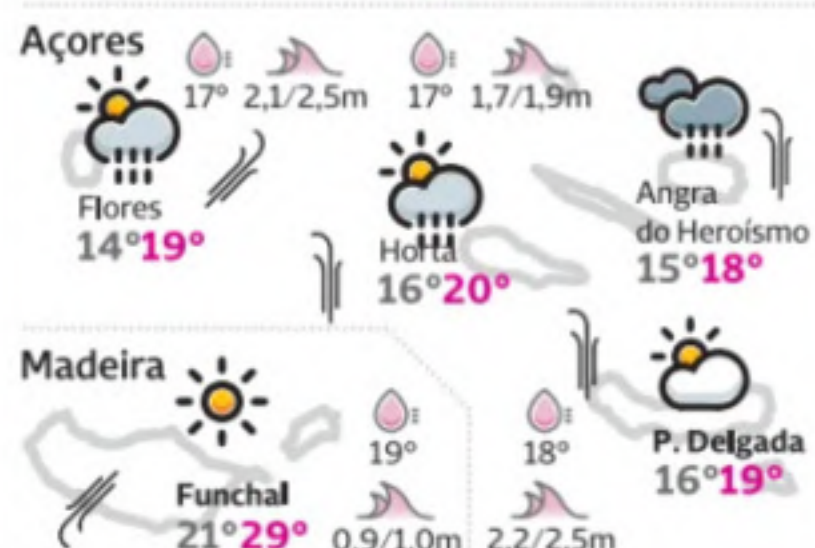 Açores
17° 2,1/2,5m
17° 1,7/1,9m
Flores
14°19°
Horta
16°20°
Angra
do Heroísmo
15°18°
Madeira
19°
0,9/1,0m
Funchal
21°29°
18°
2,2/2,5m
P. Delgada
16°19°